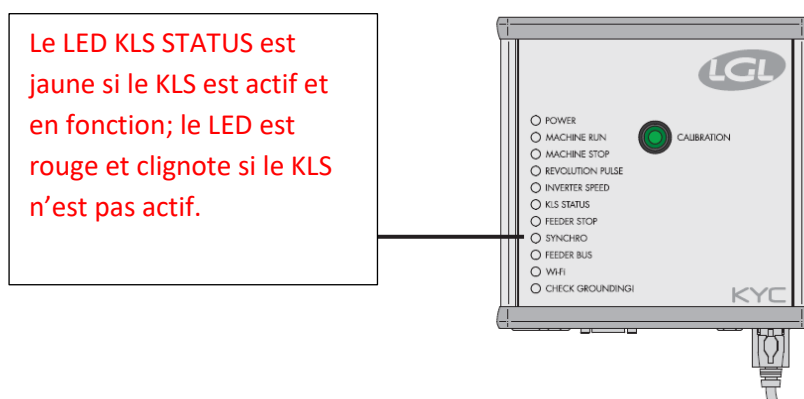 Le LED KLS STATUS est
jaune si le KLS est actif et
en fonction; le LED est
rouge et clignote si le KLS
n'est pas actif.
LGL
POWER
MACHINE RUN
CALIBRATION
MACHINE STOP
REVOLUTION PULSE
INVERTER SPEED
KLS STATUS
FEEDER STOP
SYNCHRO
FEEDER BUS
Wi-Fi
CHECK GROUNDING!
KYC